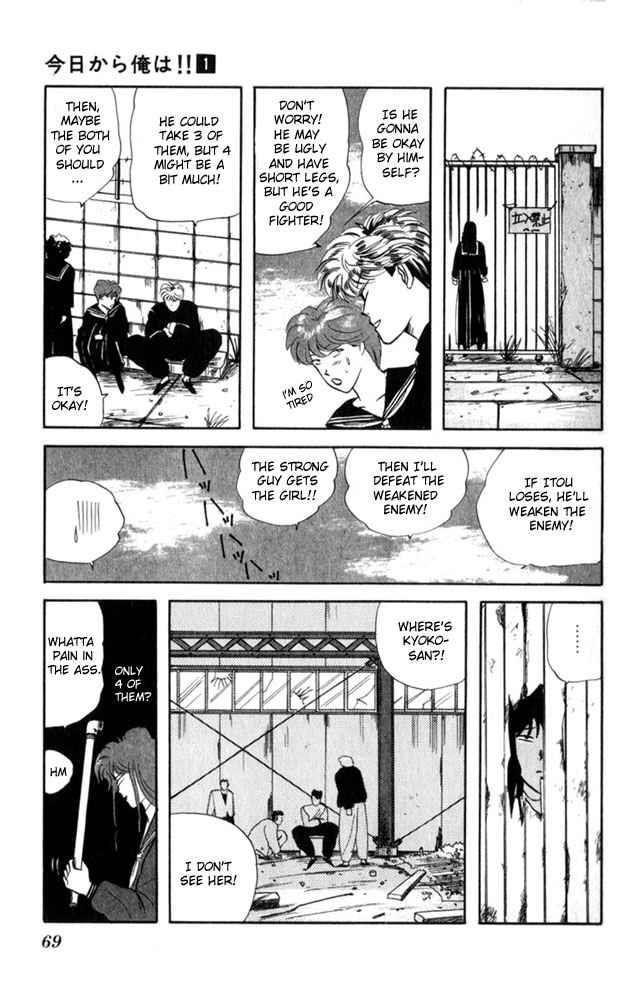 今日から俺は!! 1
IS HE
GONNA
BE OKAY
BY HIM-
SELF?
DON'T
WORRY!
HE MAY
BE UGLY
AND HAVE
SHORT LEGS,
BUT HE'S A
GOOD
FIGHTER!
I'M SO
TIRED
HE COULD
TAKE 3 OF
THEM, BUT 4
MIGHT BE A
BIT MUCH!
THEN,
MAYBE
THE BOTH
OF YOU
SHOULD
...
IT'S
OKAY!
IF ITOU
LOSES, HE'LL
WEAKEN THE
ENEMY!
THEN I'LL
DEFEAT THE
WEAKENED
ENEMY!
THE STRONG
GUY GETS
THE GIRL!!
......
WHERE'S
KYOKO-
SAN?!
I DON'T
SEE HER!
ONLY
4 OF
THEM?
WHATTA
PAIN IN
THE ASS.
HM
69